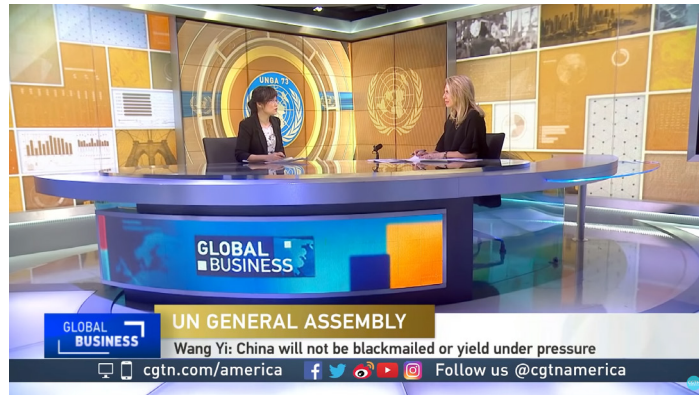 UNGA 73
GLOBAL
BUSINESS
GLOBAL
BUSINESS
UN GENERAL ASSEMBLY
Wang Yi: China will not be blackmailed or yield under pressure
cgtn.com/america
Follow us @cgtnamerica